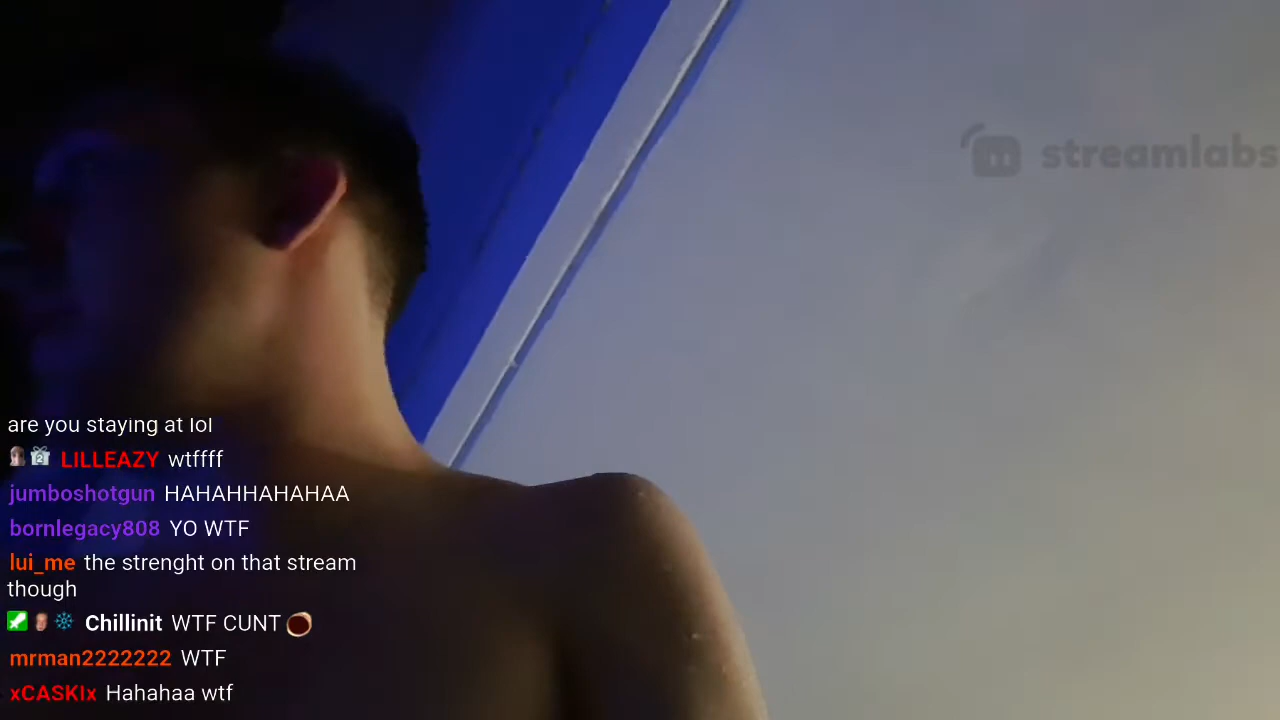 streamlabs
are you staying at lol
LILLEAZY wtffff
jumboshotgun HAHAHHAHAHAA
bornlegacy808 YO WTF
lui_me the strenght on that stream
though
Chillinit WTF CUNT
mrman2222222 WTF
xCASKIx Hahahaa wtf